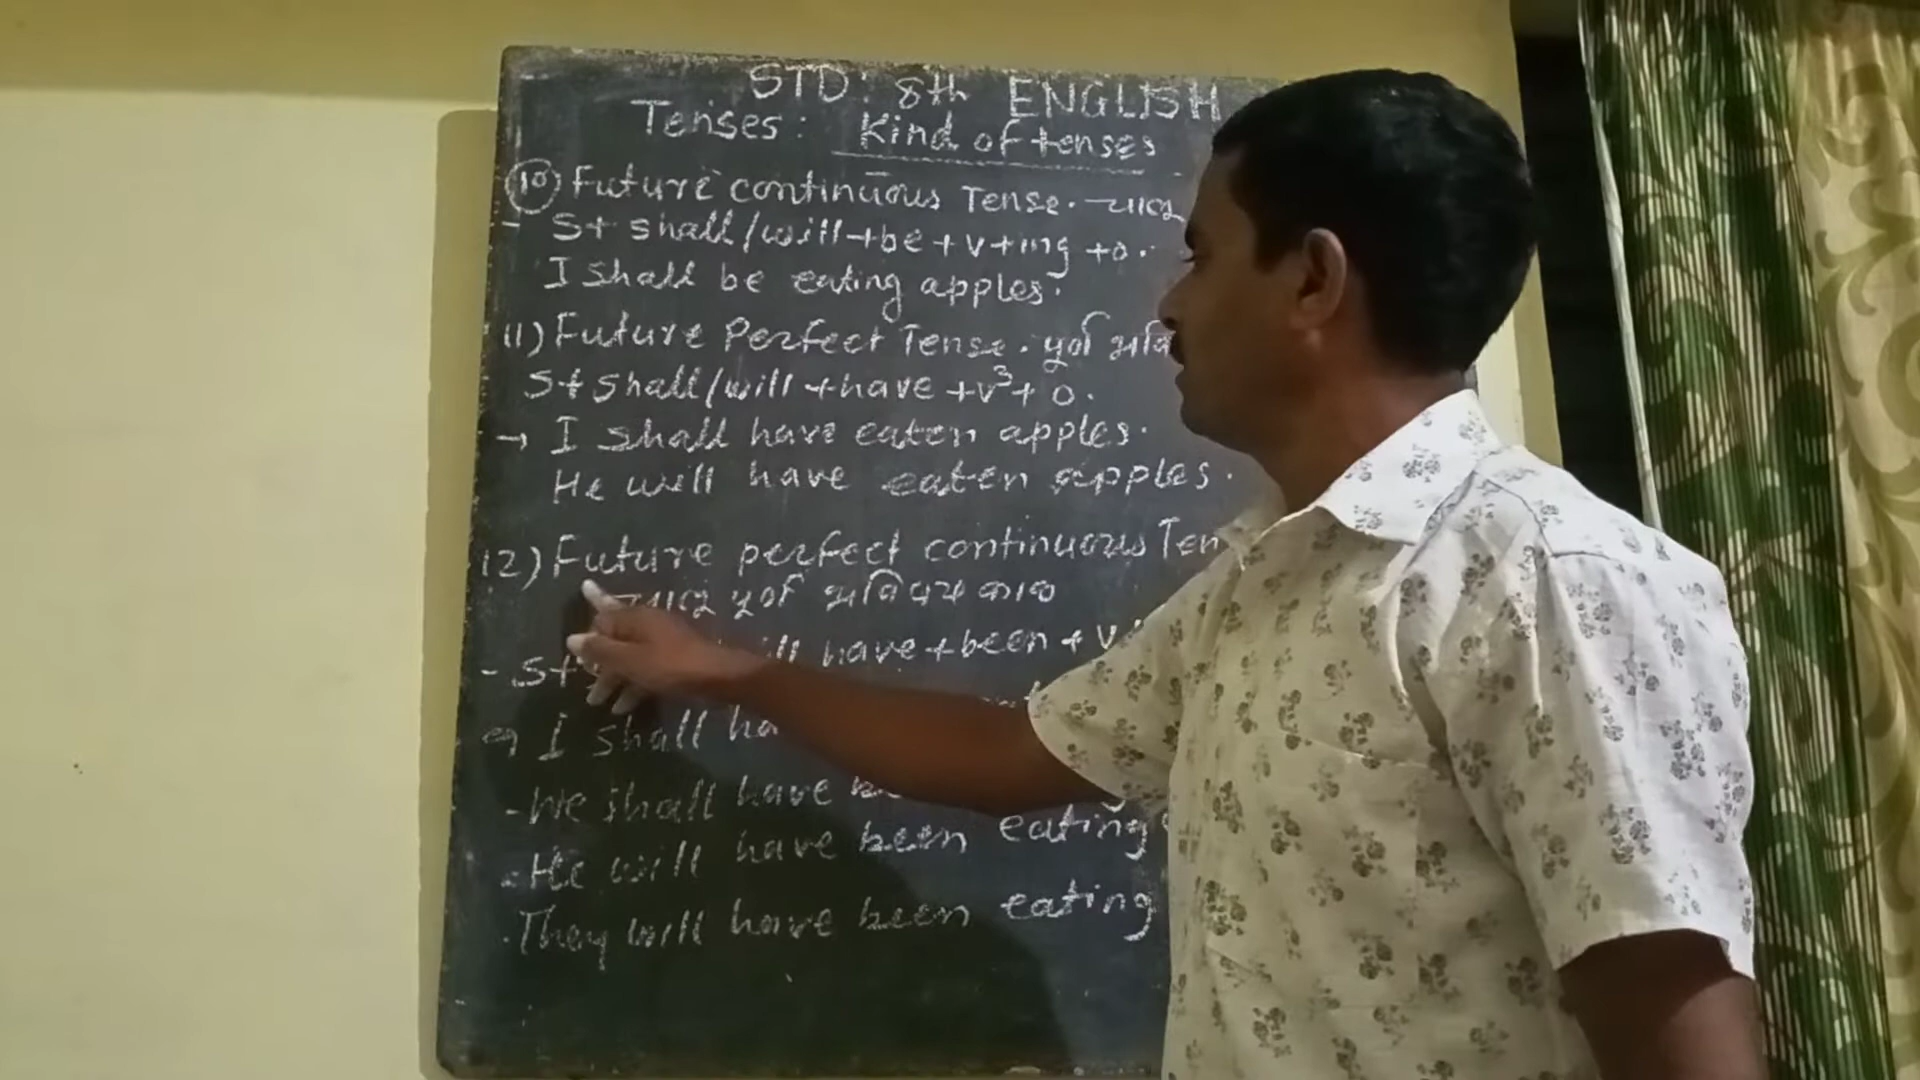 STD: 8th ENGLISH
Tenses: Kind of tenses
10) Future continuous Tense. चालू
- S+ shall/will+be+v+ing +o.
I shall be eating apples.
11) Future Perfect Tense. पूर्ण भवि
S+ shall/will +have +v3+ o.
→ I shall have eaten apples.
He will have eaten apples.
12) Future perfect continuous Ten
चालू पूर्ण भविष्य काळ
- S+ have+been+ v
I shall ha
- We shall have
- He will have been eating
. They will have been eating